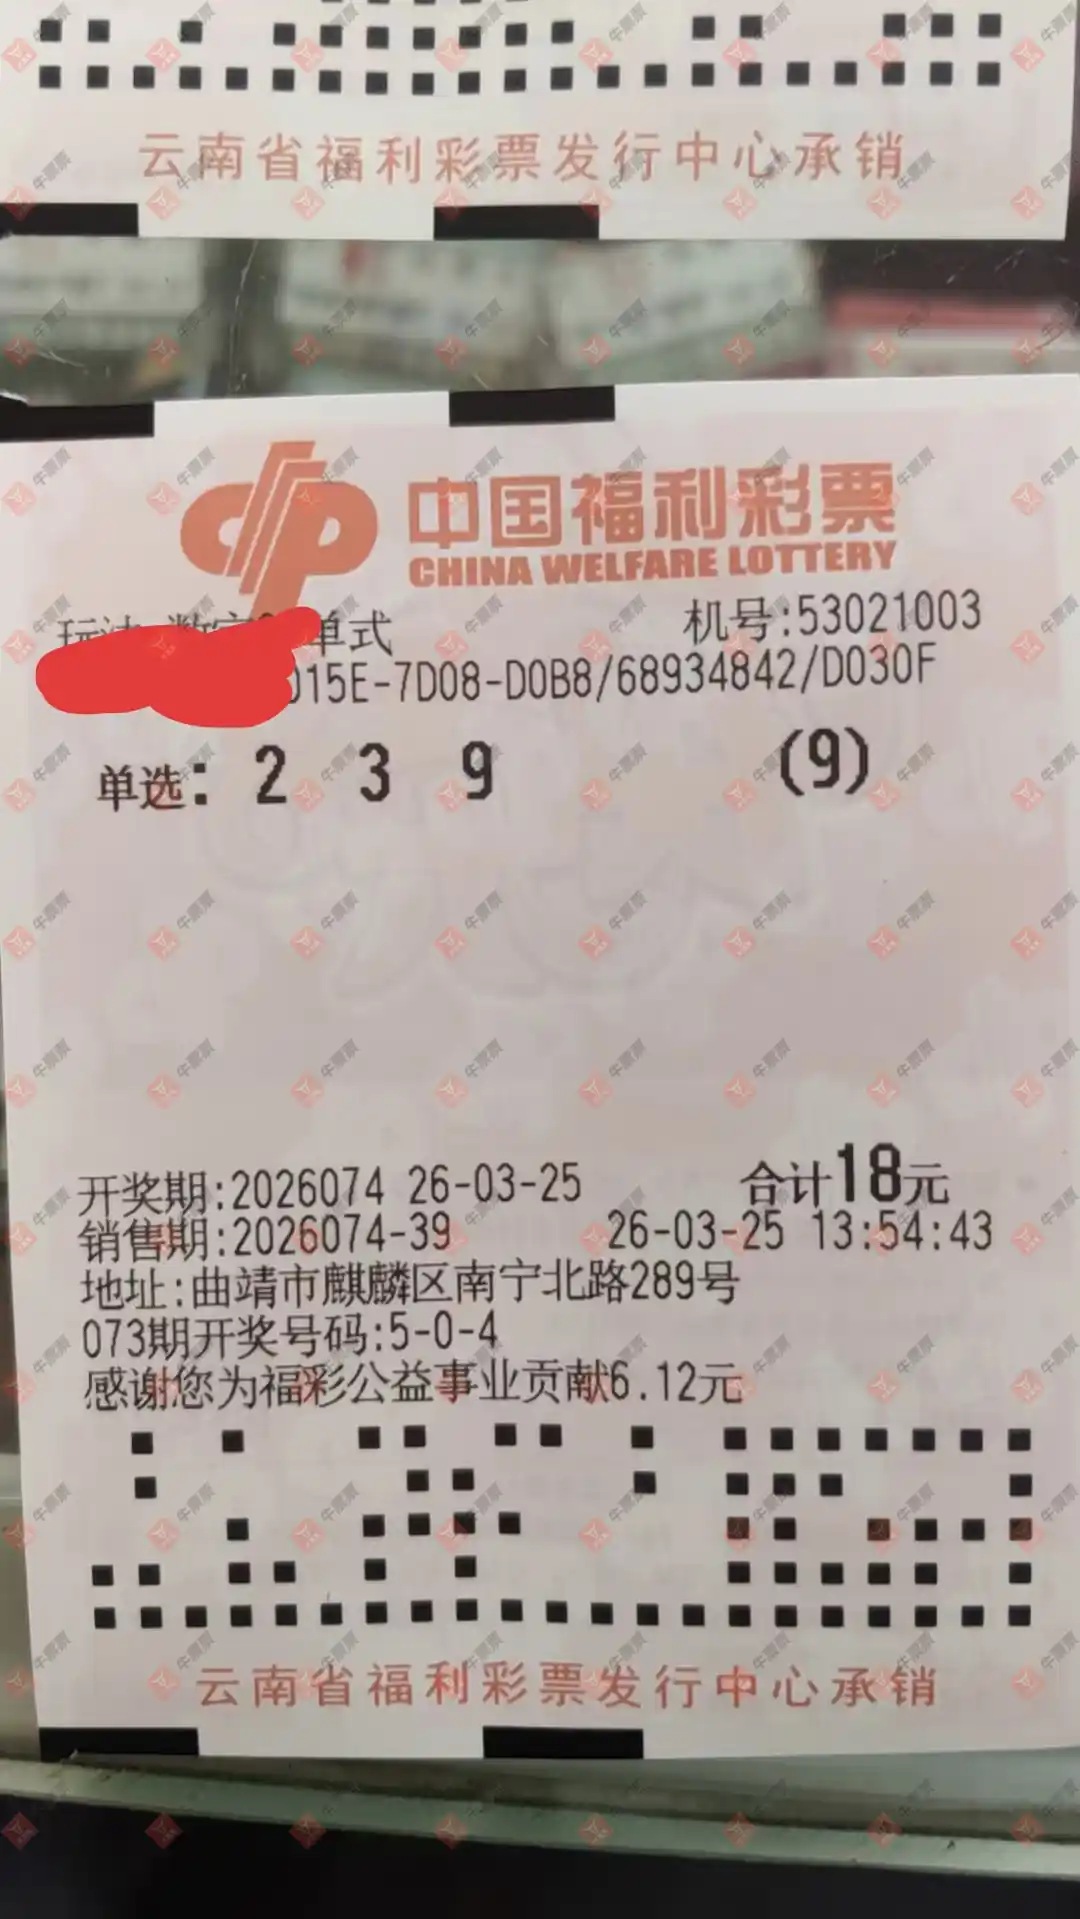 云南省福利彩票发行中心承销
中国福利彩票
CHINA WELFARE LOTTERY
单式 机号:53021003
015E-7D08-D0B8/68934842/D030F
单选: 2 3 9 (9)
开奖期:2026074 26-03-25 合计18元
销售期:2026074-39 26-03-25 13:54:43
地址:曲靖市麒麟区南宁北路289号
073期开奖号码:5-0-4
感谢您为福彩公益事业贡献6.12元
云南省福利彩票发行中心承销
牛票票